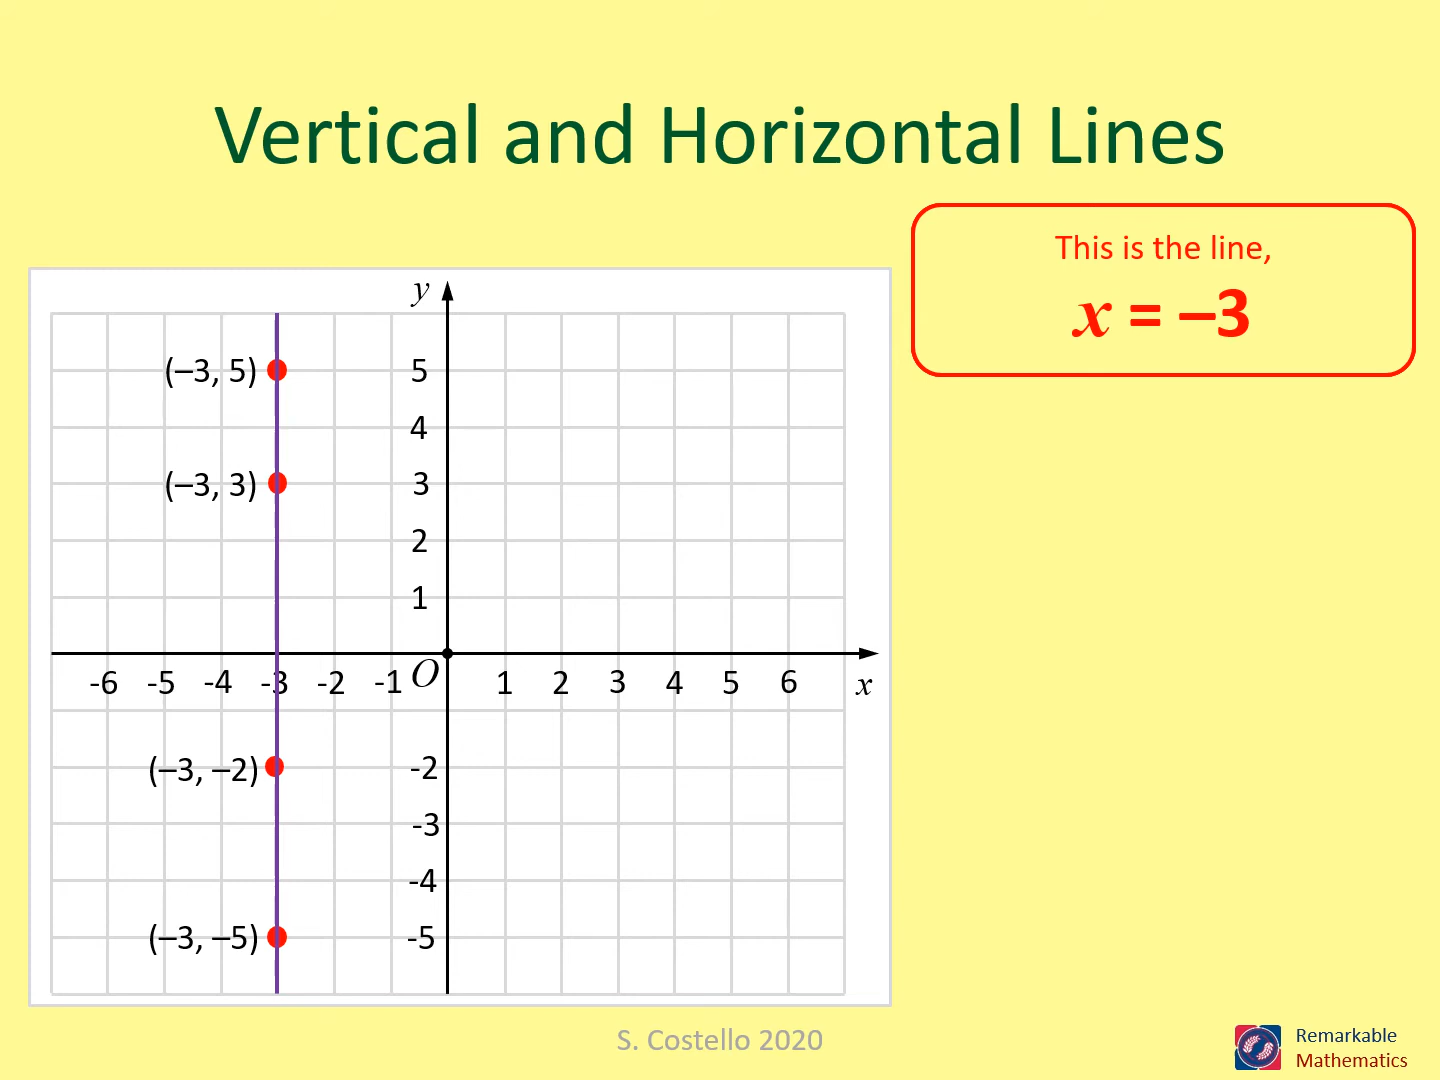 Vertical and Horizontal Lines
This is the line,
x = –3
y
(–3, 5)
5
4
(–3, 3)
3
2
1
-6 -5 -4 -3 -2 -1 O 1 2 3 4 5 6 x
(–3, –2)
-2
-3
-4
(–3, –5)
-5
S. Costello 2020
Remarkable
Mathematics